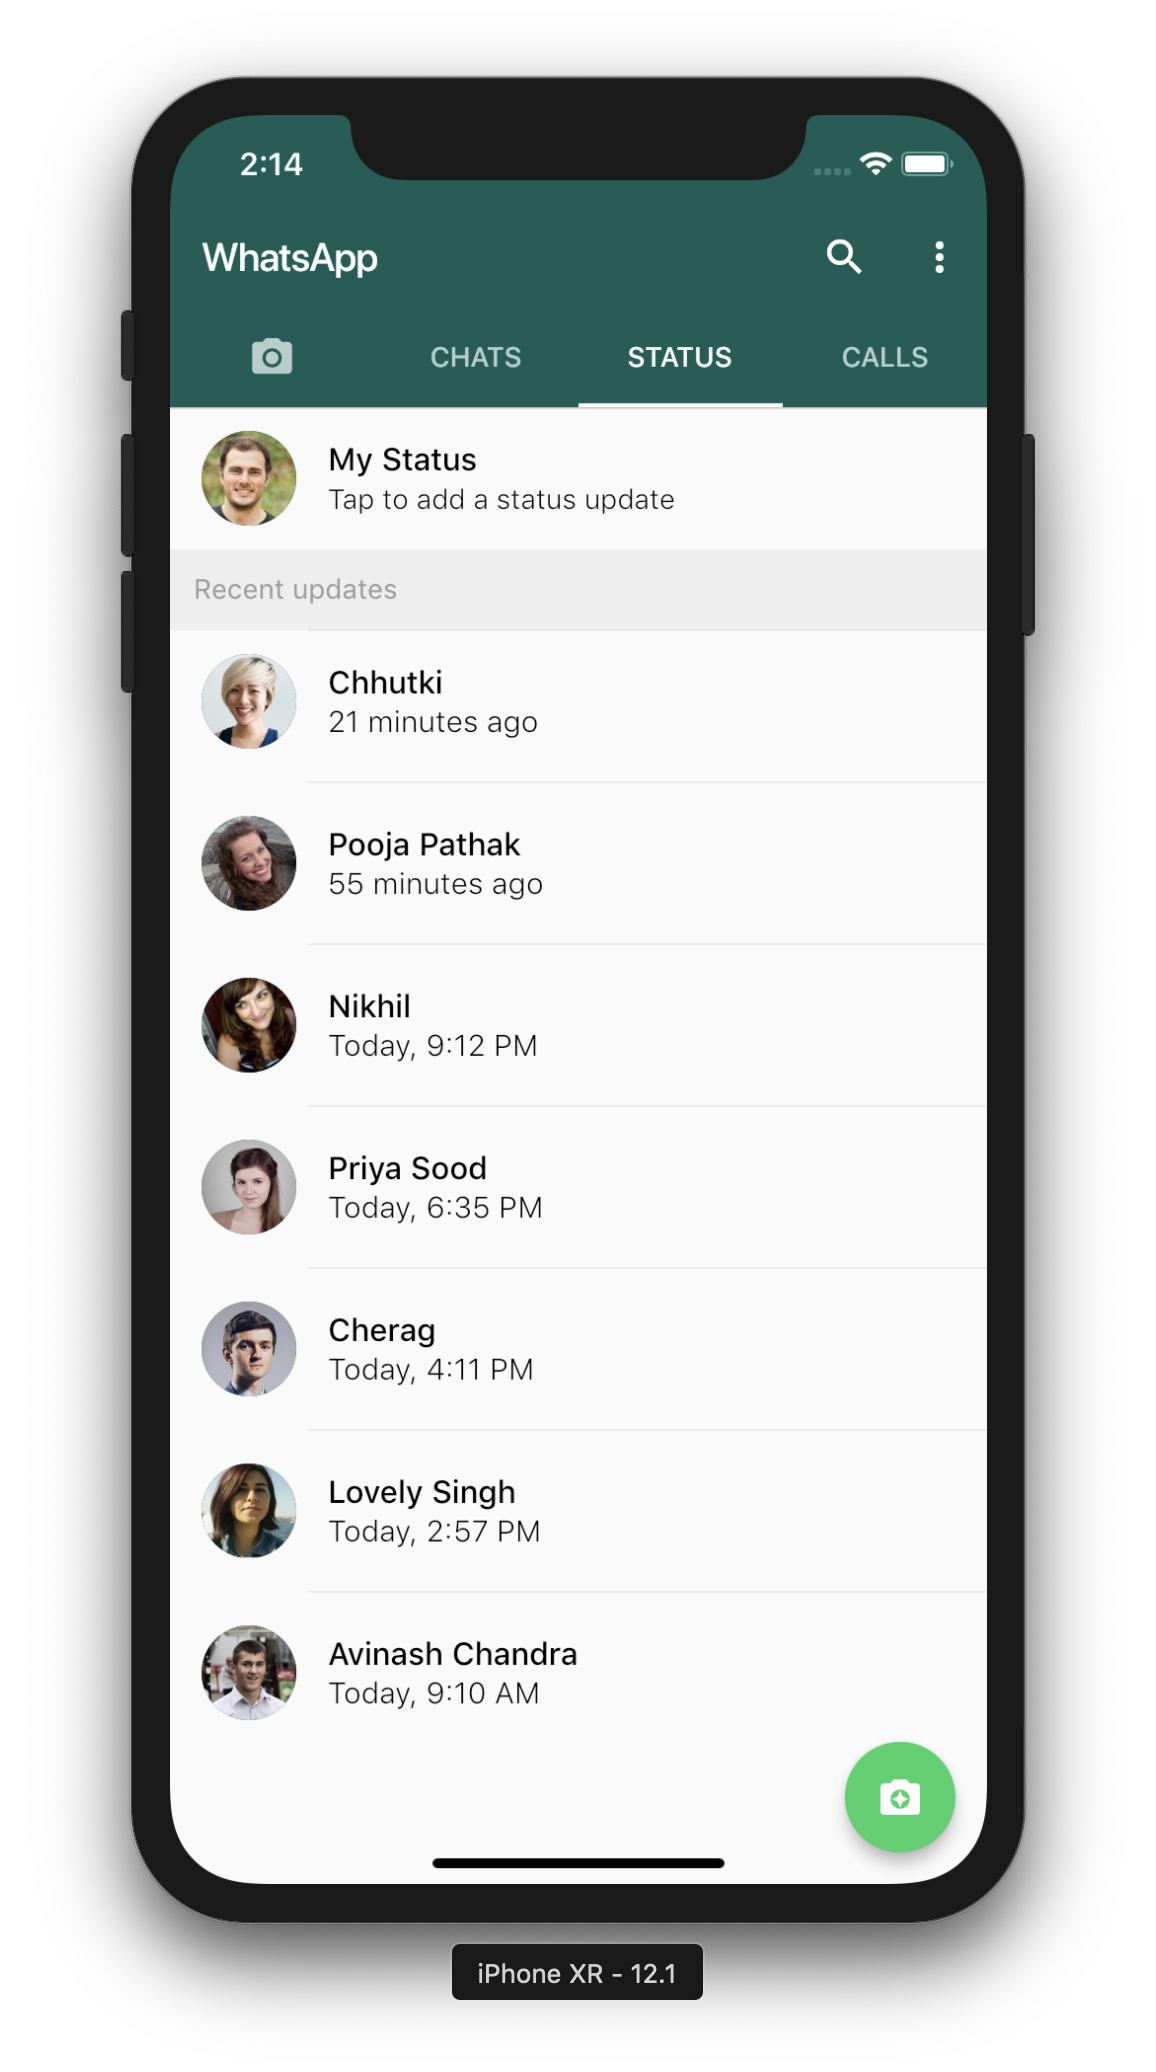 2:14
WhatsApp
CHATS STATUS CALLS
My Status
Tap to add a status update
Recent updates
Chhutki
21 minutes ago
Pooja Pathak
55 minutes ago
Nikhil
Today, 9:12 PM
Priya Sood
Today, 6:35 PM
Cherag
Today, 4:11 PM
Lovely Singh
Today, 2:57 PM
Avinash Chandra
Today, 9:10 AM
iPhone XR - 12.1